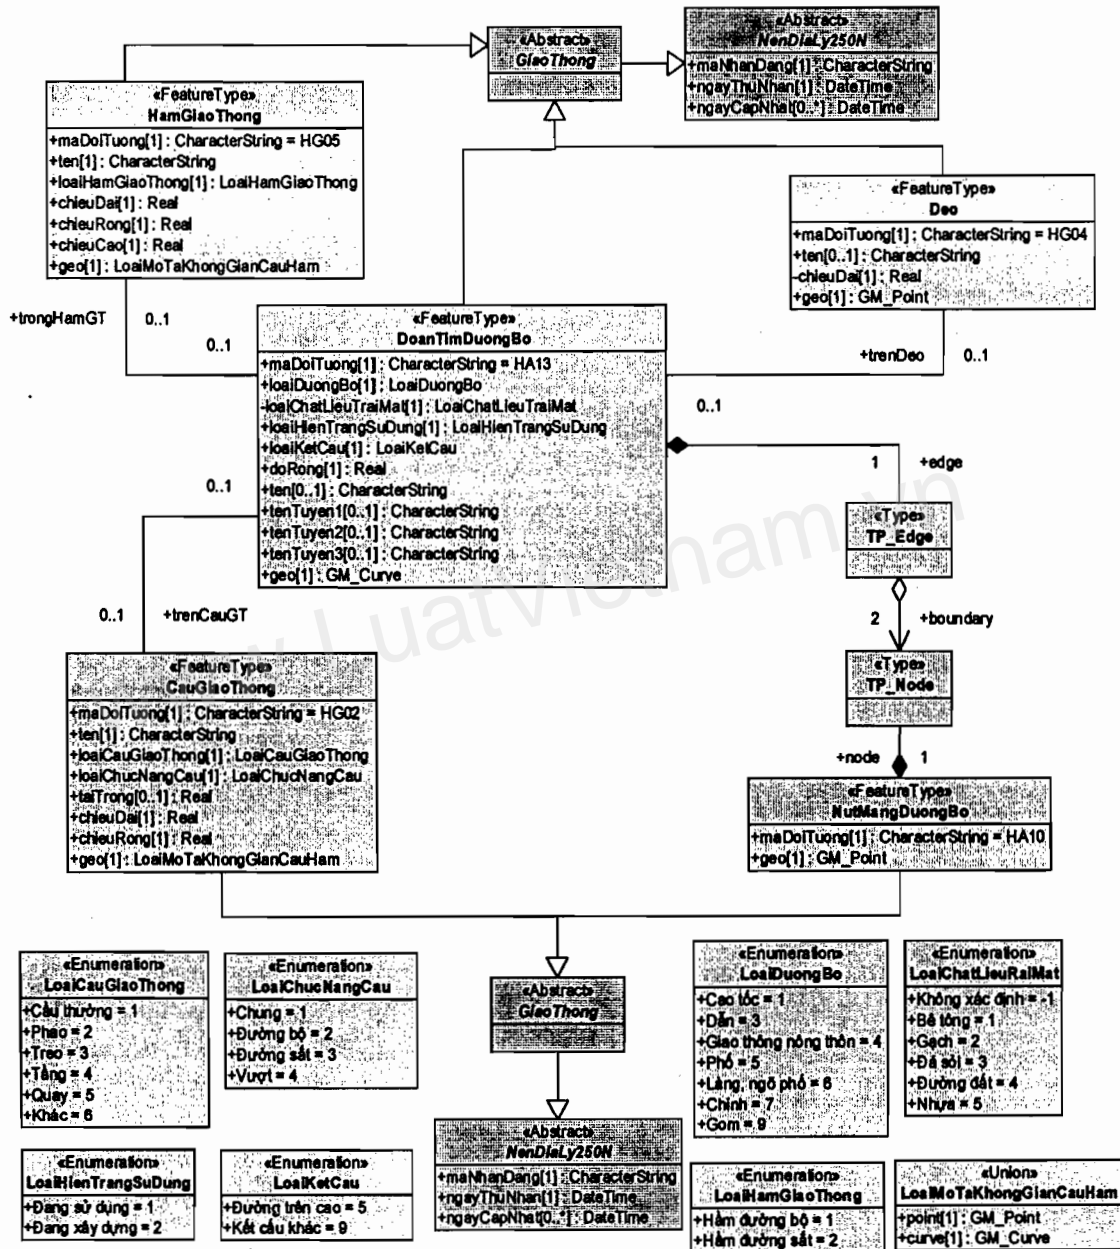 «Abstract»
GiaoThong
«Abstract»
NenDiaLy250N
+maNhanDang[1] : CharacterString
+ngayThuNhan[1] : DateTime
+ngayCapNhat[0..*] : DateTime
«FeatureType»
HamGiaoThong
+maDoiTuong[1] : CharacterString = HG05
+ten[1] : CharacterString
+loaiHamGiaoThong[1] : LoaiHamGiaoThong
+chieuDai[1] : Real
+chieuRong[1] : Real
+chieuCao[1] : Real
+geo[1] : LoaiMoTaKhongGianCauHam
«FeatureType»
Deo
+maDoiTuong[1] : CharacterString = HG04
+ten[0..1] : CharacterString
-chieuDai[1] : Real
+geo[1] : GM_Point
+trongHamGT
0..1
0..1
«FeatureType»
DoanTimDuongBo
+maDoiTuong[1] : CharacterString = HA13
+loaiDuongBo[1] : LoaiDuongBo
-loaiChatLieuTraiMat[1] : LoaiChatLieuTraiMat
+loaiHienTrangSuDung[1] : LoaiHienTrangSuDung
+loaiKetCau[1] : LoaiKetCau
+doRong[1] : Real
+ten[0..1] : CharacterString
+tenTuyen1[0..1] : CharacterString
+tenTuyen2[0..1] : CharacterString
+tenTuyen3[0..1] : CharacterString
+geo[1] : GM_Curve
+trenDeo
0..1
0..1
1
+edge
0..1
«Type»
TP_Edge
2
+boundary
«Type»
TP_Node
0..1
+trenCauGT
www.LuatVietnam.vn
«FeatureType»
CauGiaoThong
+maDoiTuong[1] : CharacterString = HG02
+ten[1] : CharacterString
+loaiCauGiaoThong[1] : LoaiCauGiaoThong
+loaiChucNangCau[1] : LoaiChucNangCau
+taiTrong[0..1] : Real
+chieuDai[1] : Real
+chieuRong[1] : Real
+geo[1] : LoaiMoTaKhongGianCauHam
+node
1
«FeatureType»
NutMangDuongBo
+maDoiTuong[1] : CharacterString = HA10
+geo[1] : GM_Point
«Enumeration»
LoaiCauGiaoThong
+Cầu thường = 1
+Phao = 2
+Treo = 3
+Tầng = 4
+Quay = 5
+Khác = 6
«Enumeration»
LoaiChucNangCau
+Chung = 1
+Đường bộ = 2
+Đường sắt = 3
+Vượt = 4
«Abstract»
GiaoThong
«Enumeration»
LoaiDuongBo
+Cao tốc = 1
+Dẫn = 3
+Giao thông nông thôn = 4
+Phố = 5
+Làng, ngõ phố = 6
+Chính = 7
+Gom = 9
«Enumeration»
LoaiChatLieuRaiMat
+Không xác định = -1
+Bê tông = 1
+Gạch = 2
+Đá sỏi = 3
+Đường đất = 4
+Nhựa = 5
«Enumeration»
LoaiHienTrangSuDung
+Đang sử dụng = 1
+Đang xây dựng = 2
«Enumeration»
LoaiKetCau
+Đường trên cao = 5
+Kết cấu khác = 9
«Abstract»
NenDiaLy250N
+maNhanDang[1] : CharacterString
+ngayThuNhan[1] : DateTime
+ngayCapNhat[0..*] : DateTime
«Enumeration»
LoaiHamGiaoThong
+Hầm đường bộ = 1
+Hầm đường sắt = 2
«Union»
LoaiMoTaKhongGianCauHam
+point[1] : GM_Point
+curve[1] : GM_Curve